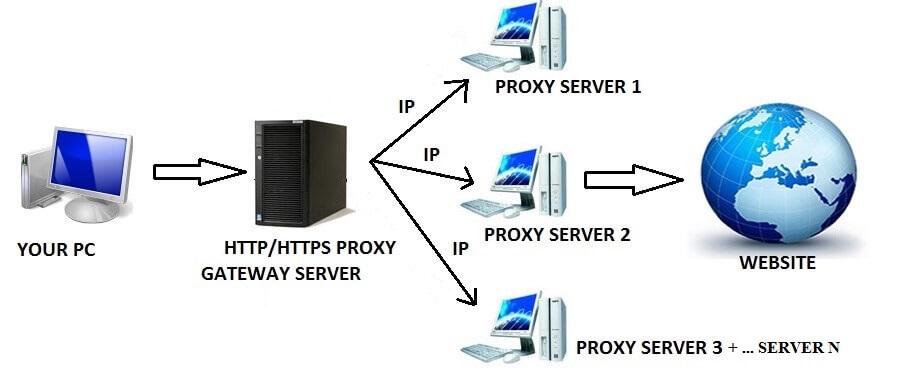 PROXY SERVER 1
IP
IP
PROXY SERVER 2
IP
YOUR PC
HTTP/HTTPS PROXY
GATEWAY SERVER
WEBSITE
PROXY SERVER 3 + ... SERVER N